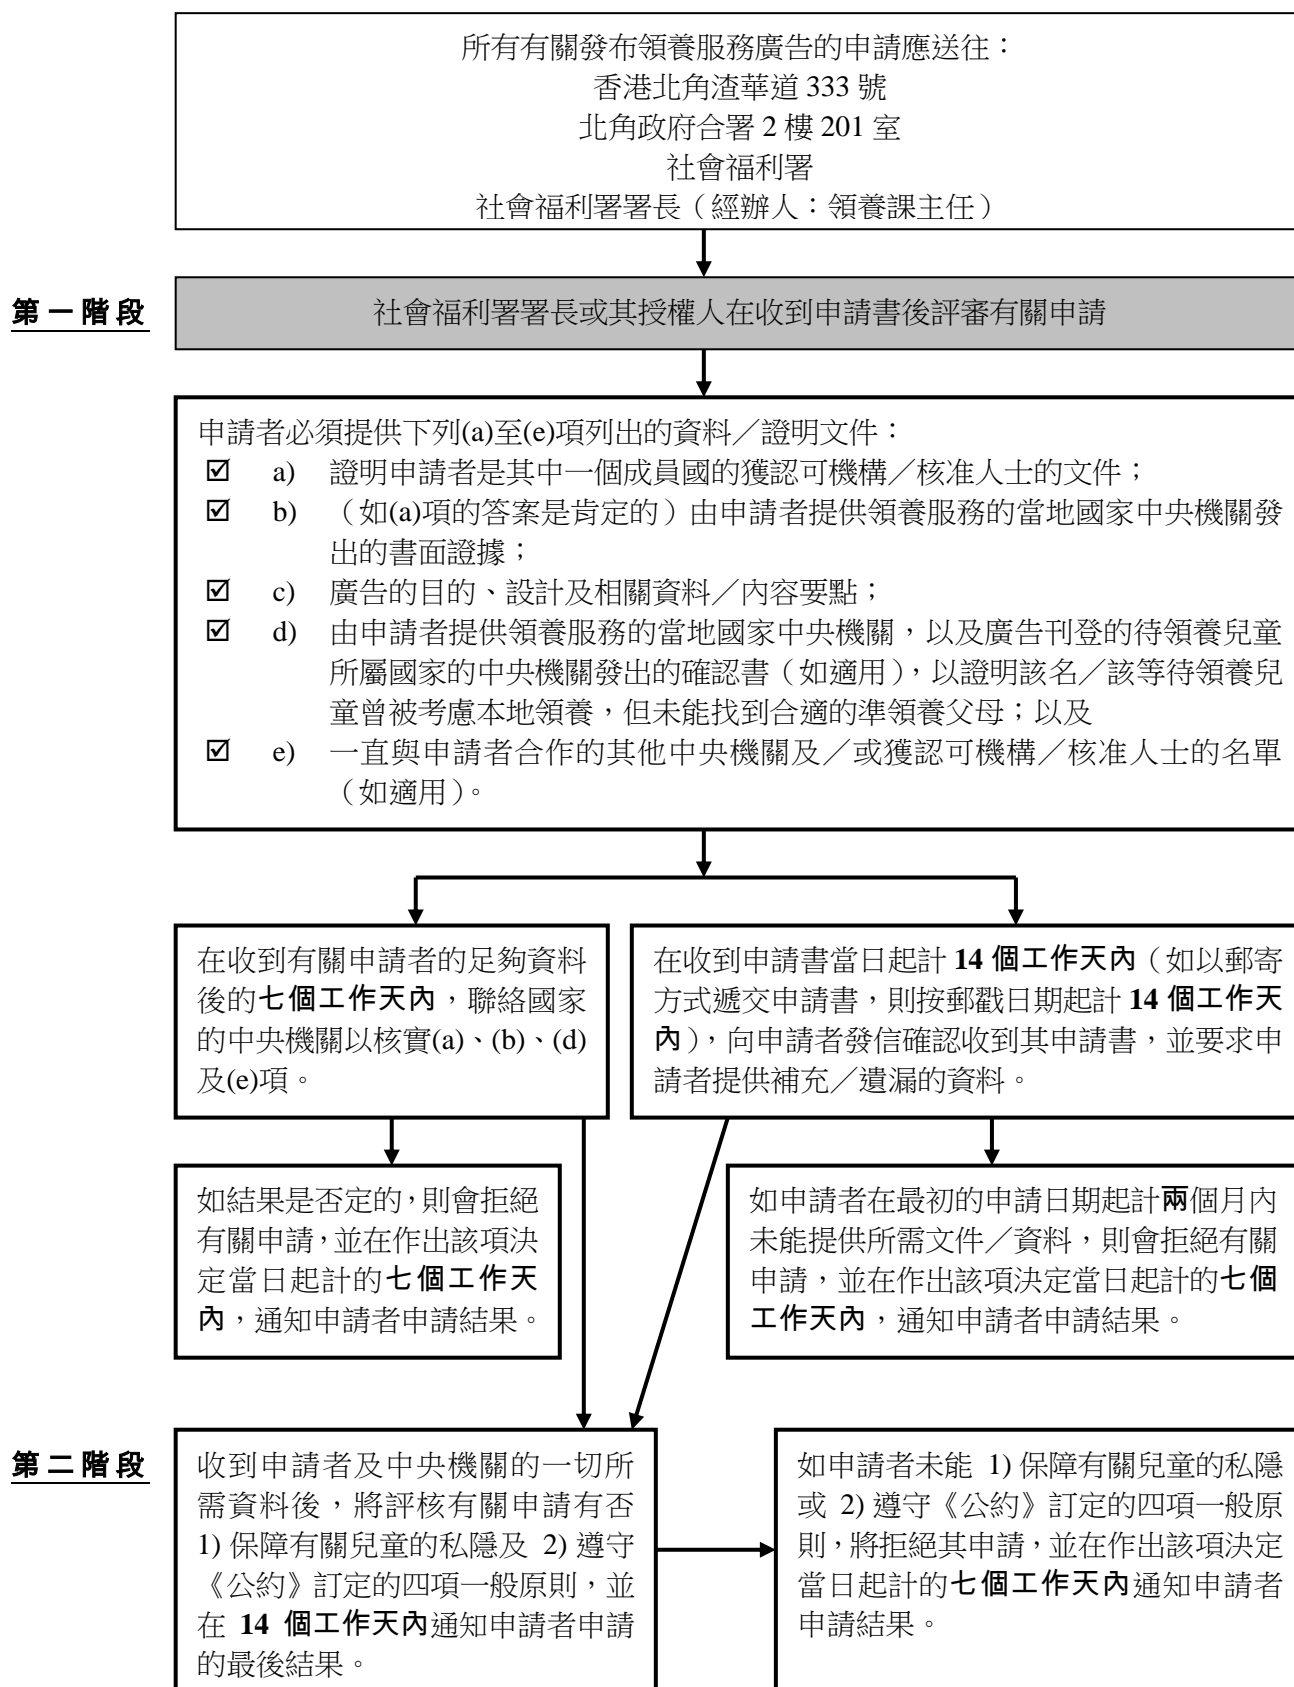 所有有關發布領養服務廣告的申請應送往：
香港北角渣華道 333 號
北角政府合署 2 樓 201 室
社會福利署
社會福利署署長（經辦人：領養課主任）
第一階段
社會福利署署長或其授權人在收到申請書後評審有關申請
申請者必須提供下列(a)至(e)項列出的資料／證明文件：
☑ a) 證明申請者是其中一個成員國的獲認可機構／核准人士的文件；
☑ b) （如(a)項的答案是肯定的）由申請者提供領養服務的當地國家中央機關發
出的書面證據；
☑ c) 廣告的目的、設計及相關資料／內容要點；
☑ d) 由申請者提供領養服務的當地國家中央機關，以及廣告刊登的待領養兒童
所屬國家的中央機關發出的確認書（如適用），以證明該名／該等待領養兒
童曾被考慮本地領養，但未能找到合適的準領養父母；以及
☑ e) 一直與申請者合作的其他中央機關及／或獲認可機構／核准人士的名單
（如適用）。
在收到有關申請者的足夠資料
後的七個工作天內，聯絡國家
的中央機關以核實(a)、(b)、(d)
及(e)項。
在收到申請書當日起計 14 個工作天內（如以郵寄
方式遞交申請書，則按郵戳日期起計 14 個工作天
內），向申請者發信確認收到其申請書，並要求申
請者提供補充／遺漏的資料。
如結果是否定的，則會拒絕
有關申請，並在作出該項決
定當日起計的七個工作天
內，通知申請者申請結果。
如申請者在最初的申請日期起計兩個月內
未能提供所需文件／資料，則會拒絕有關
申請，並在作出該項決定當日起計的七個
工作天內，通知申請者申請結果。
第二階段
收到申請者及中央機關的一切所
需資料後，將評核有關申請有否
1) 保障有關兒童的私隱及 2) 遵守
《公約》訂定的四項一般原則，並
在 14 個工作天內通知申請者申請
的最後結果。
如申請者未能 1) 保障有關兒童的私隱
或 2) 遵守《公約》訂定的四項一般原
則，將拒絕其申請，並在作出該項決定
當日起計的七個工作天內通知申請者
申請結果。